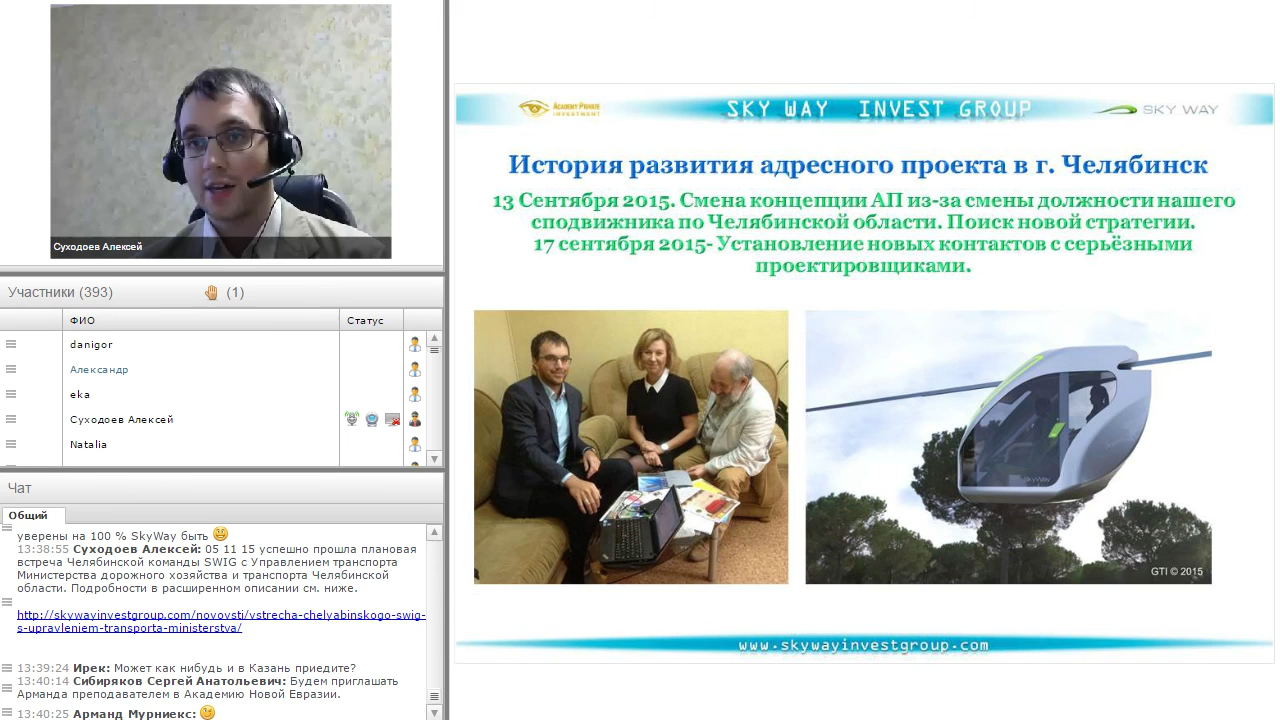 Суходоев Алексей
Участники (393)
(1)
ФИО
Статус
danigor
Александр
eka
Суходоев Алексей
Natalia
Чат
Общий
уверены на 100 % SkyWay быть
13:38:55 Суходоев Алексей: 05 11 15 успешно прошла плановая
встреча Челябинской команды SWIG с Управлением транспорта
Министерства дорожного хозяйства и транспорта Челябинской
области. Подробности в расширенном описании см. ниже.
http://skywayinvestgroup.com/novovsti/vstrecha-chelyabinskogo-swig-
s-upravleniem-transporta-ministerstva/
13:39:24 Ирек: Может как нибудь и в Казань приедите?
13:40:14 Сибиряков Сергей Анатольевич: Будем приглашать
Арманда преподавателем в Академию Новой Евразии.
13:40:25 Арманд Мурниекс:
ACADEMY PRIVATE
INVESTMENT
SKY WAY INVEST GROUP
SKY WAY
История развития адресного проекта в г. Челябинск
13 Сентября 2015. Смена концепции АП из-за смены должности нашего
сподвижника по Челябинской области. Поиск новой стратегии.
17 сентября 2015- Установление новых контактов с серьёзными
проектировщиками.
SkyWay
GTI © 2015
www.skywayinvestgroup.com